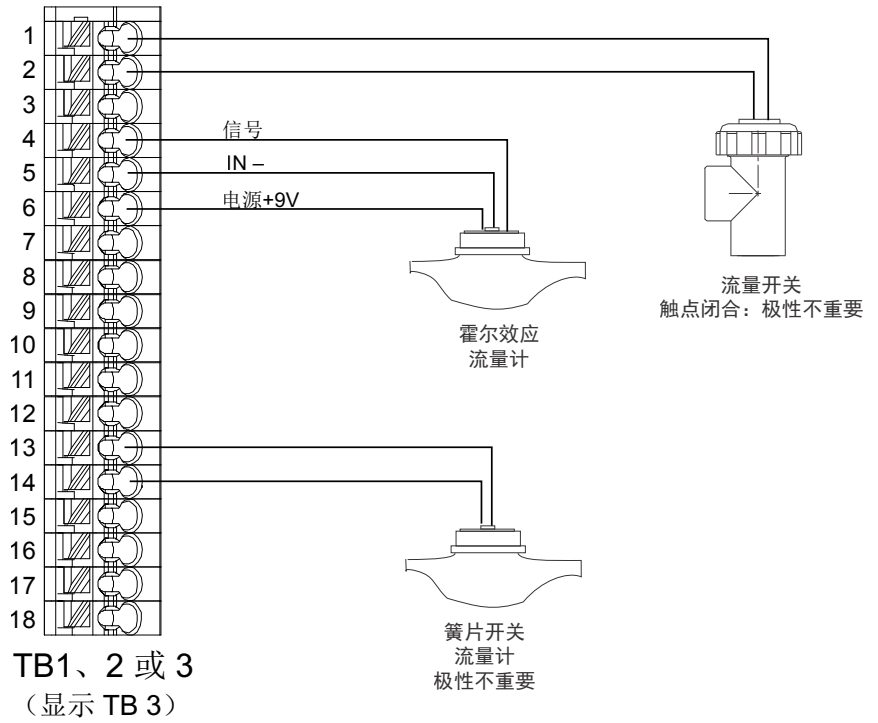 1
2
3
4
5
6
7
8
9
10
11
12
13
14
15
16
17
18
信号
IN –
电源+9V
流量开关
触点闭合：极性不重要
霍尔效应
流量计
簧片开关
流量计
极性不重要
TB1、2 或 3
（显示 TB 3）